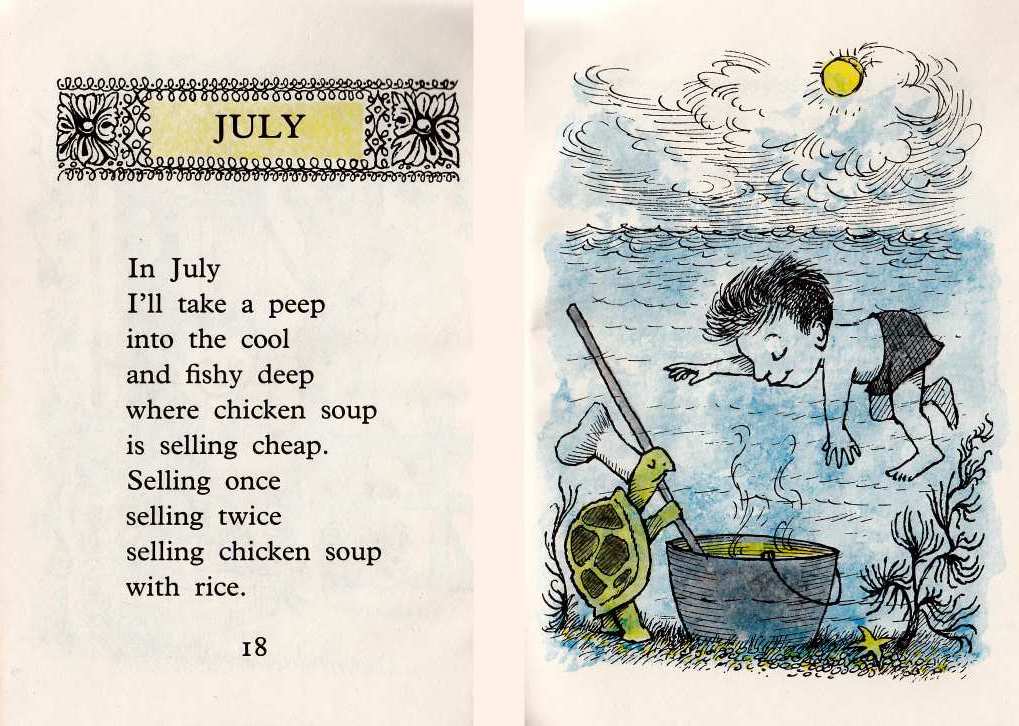 JULY
In July
I'll take a peep
into the cool
and fishy deep
where chicken soup
is selling cheap.
Selling once
selling twice
selling chicken soup
with rice.
18